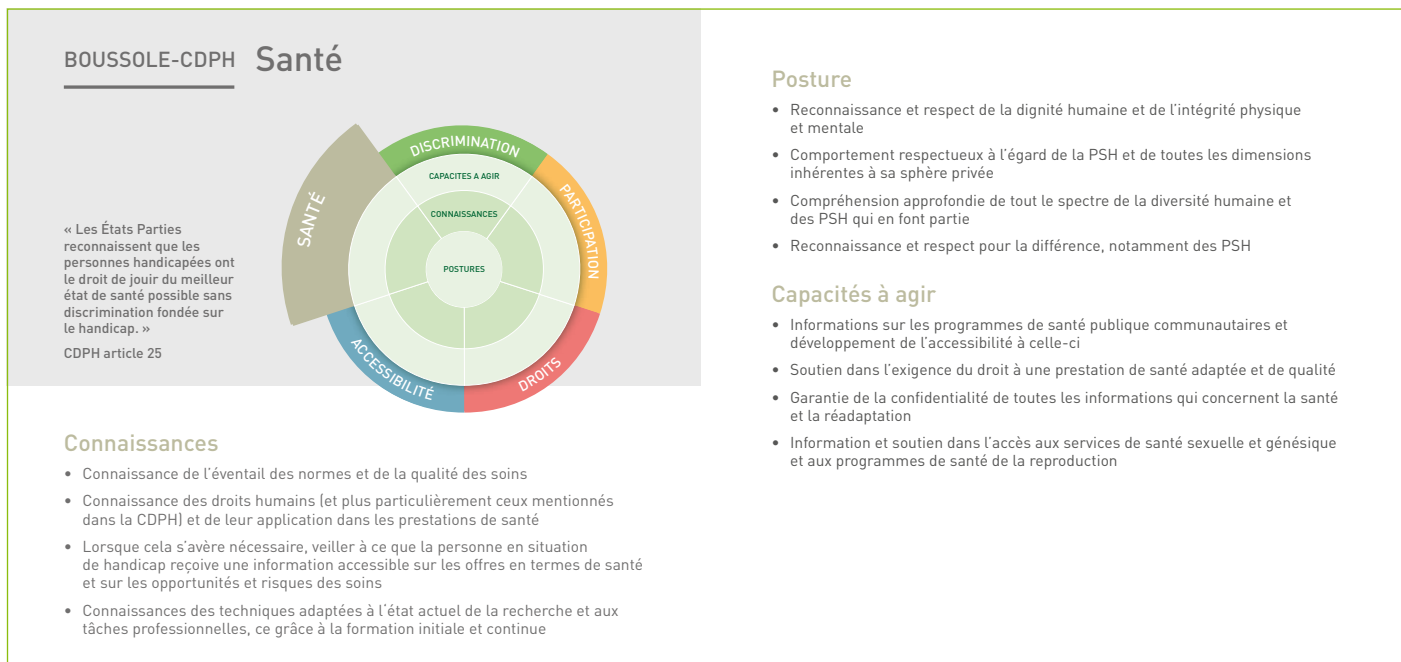 BOUSSOLE-CDPH Santé
« Les États Parties
reconnaissent que les
personnes handicapées ont
le droit de jouir du meilleur
état de santé possible sans
discrimination fondée sur
le handicap. »
CDPH article 25
SANTÉ
DISCRIMINATION
PARTICIPATION
DROITS
ACCESSIBILITÉ
CAPACITES A AGIR
CONNAISSANCES
POSTURES
Connaissances
• Connaissance de l'éventail des normes et de la qualité des soins
• Connaissance des droits humains (et plus particulièrement ceux mentionnés
dans la CDPH) et de leur application dans les prestations de santé
• Lorsque cela s'avère nécessaire, veiller à ce que la personne en situation
de handicap reçoive une information accessible sur les offres en termes de santé
et sur les opportunités et risques des soins
• Connaissances des techniques adaptées à l'état actuel de la recherche et aux
tâches professionnelles, ce grâce à la formation initiale et continue
Posture
• Reconnaissance et respect de la dignité humaine et de l'intégrité physique
et mentale
• Comportement respectueux à l'égard de la PSH et de toutes les dimensions
inhérentes à sa sphère privée
• Compréhension approfondie de tout le spectre de la diversité humaine et
des PSH qui en font partie
• Reconnaissance et respect pour la différence, notamment des PSH
Capacités à agir
• Informations sur les programmes de santé publique communautaires et
développement de l'accessibilité à celle-ci
• Soutien dans l'exigence du droit à une prestation de santé adaptée et de qualité
• Garantie de la confidentialité de toutes les informations qui concernent la santé
et la réadaptation
• Information et soutien dans l'accès aux services de santé sexuelle et génésique
et aux programmes de santé de la reproduction